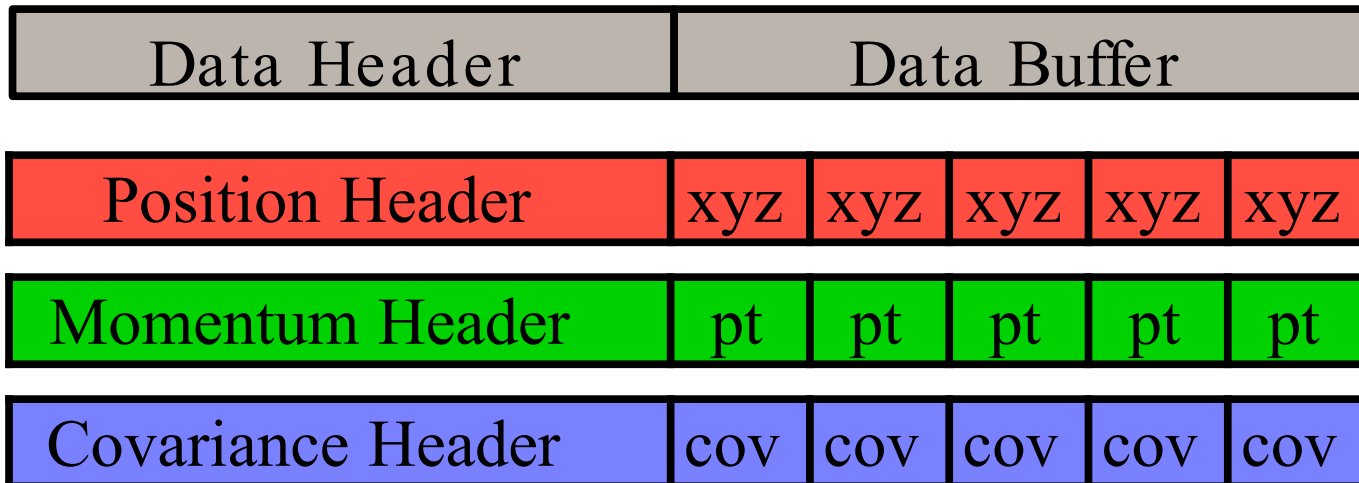 Data Header Data Buffer
Position Header xyz xyz xyz xyz xyz
Momentum Header pt pt pt pt pt
Covariance Header cov cov cov cov cov